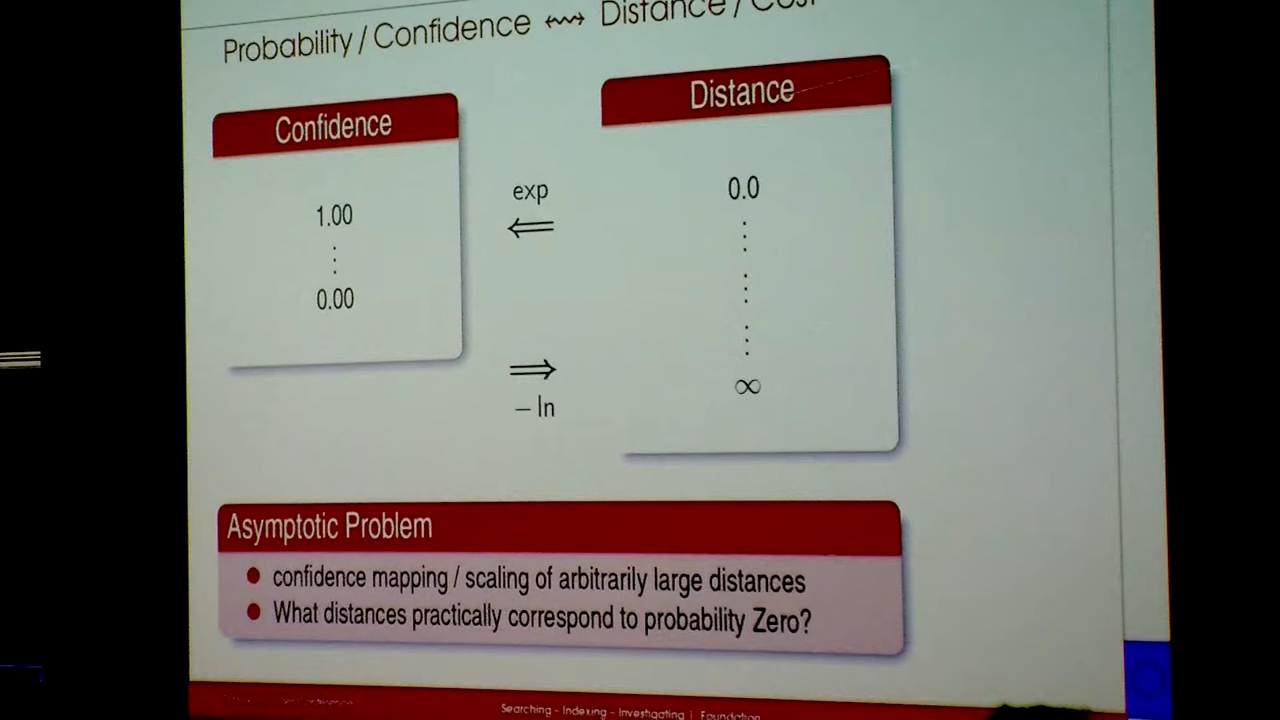 Probability / Confidence ↭ Distance / Cost
Confidence
1.00
⋮
0.00
exp
⇐
⇒
– ln
Distance
0.0
⋮
⋮
⋮
∞
Asymptotic Problem
● confidence mapping / scaling of arbitrarily large distances
● What distances practically correspond to probability Zero?
Searching - Indexing - Investigating | Foundation